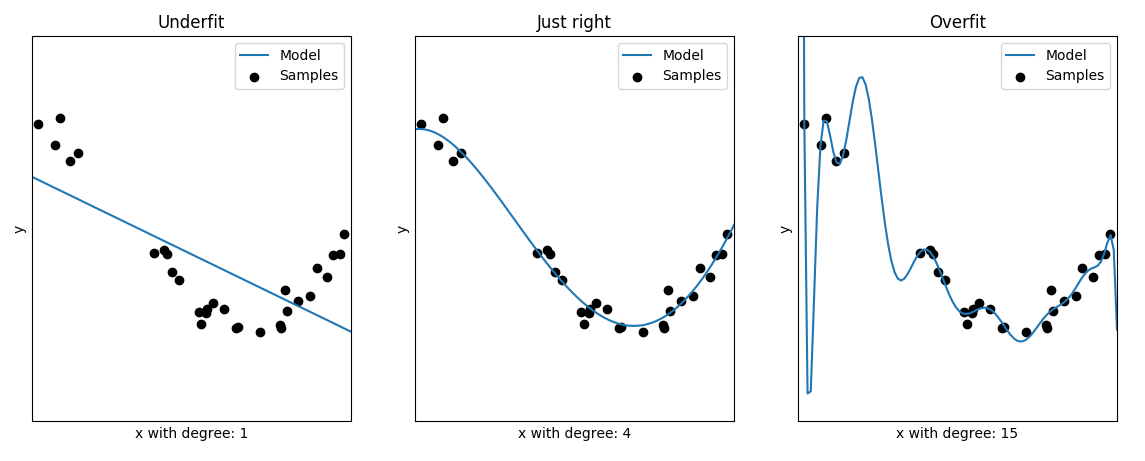 Underfit
Model
Samples
y
x with degree: 1
Just right
Model
Samples
y
x with degree: 4
Overfit
Model
Samples
y
x with degree: 15